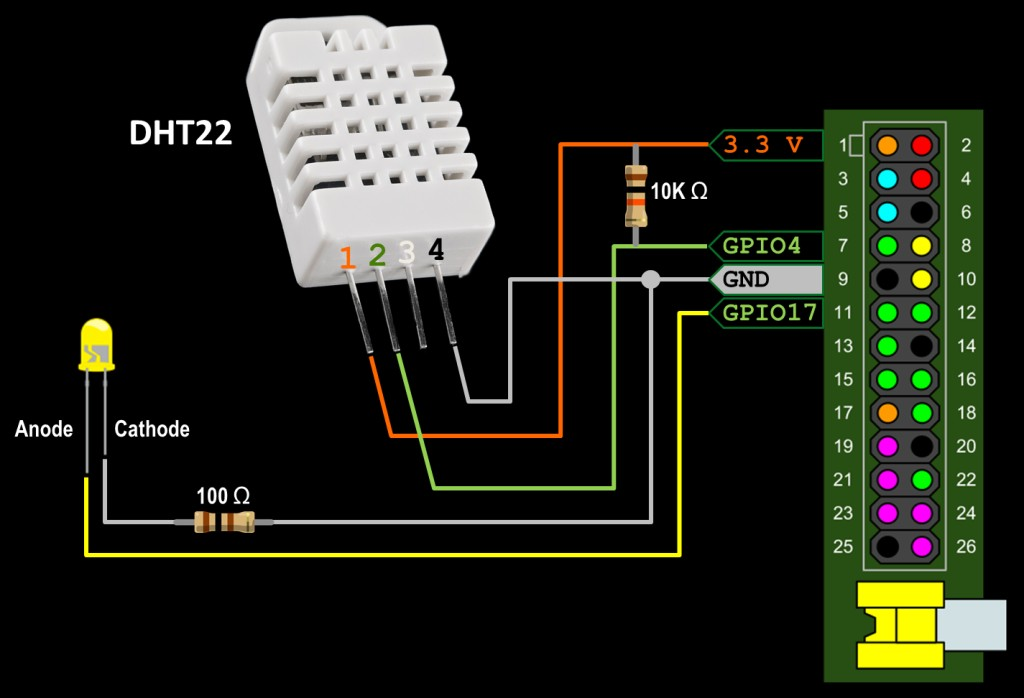 DHT22
1 2 3 4
3.3 V
10K Ω
GPIO4
GND
GPIO17
Anode
Cathode
100 Ω
1 2
3 4
5 6
7 8
9 10
11 12
13 14
15 16
17 18
19 20
21 22
23 24
25 26